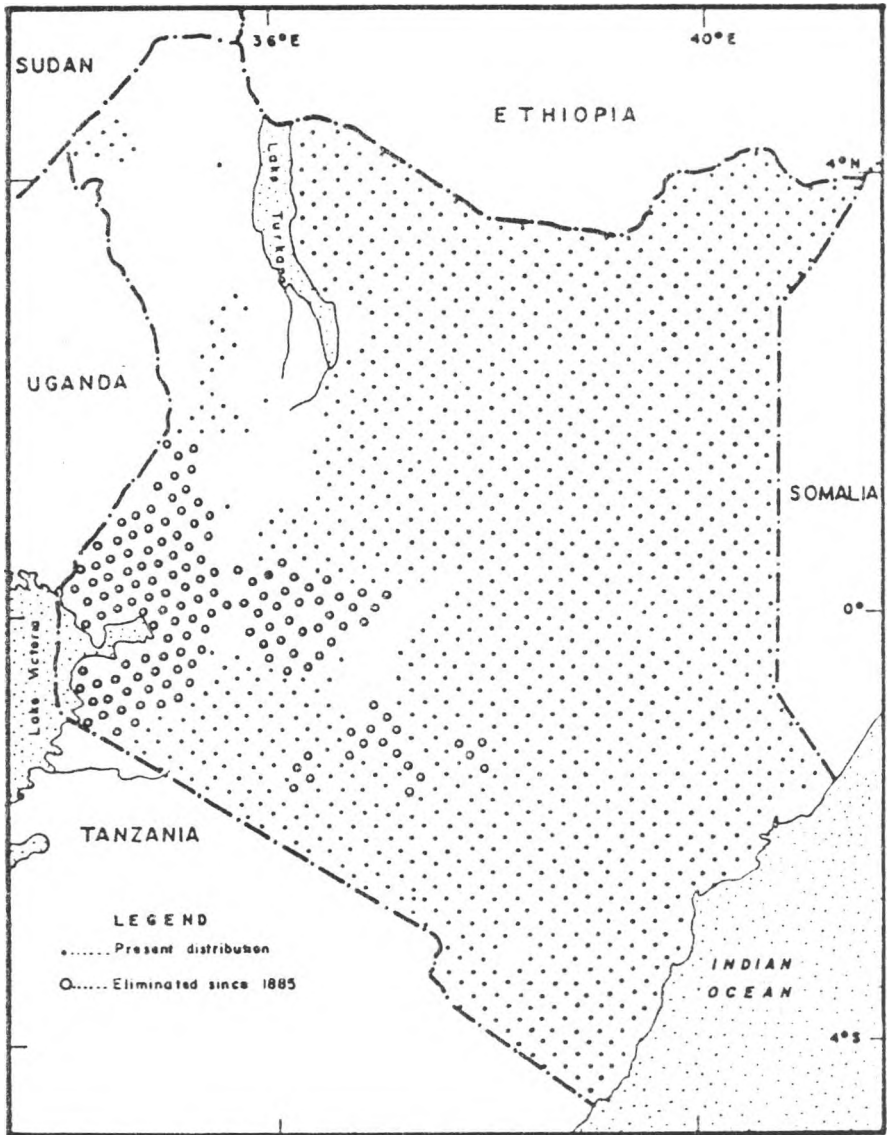 36°E
40°E
SUDAN
ETHIOPIA
4°N
Lake Turkana
UGANDA
SOMALIA
0°
Lake Victoria
TANZANIA
LEGEND
Present distribution
Eliminated since 1885
INDIAN
OCEAN
4°S